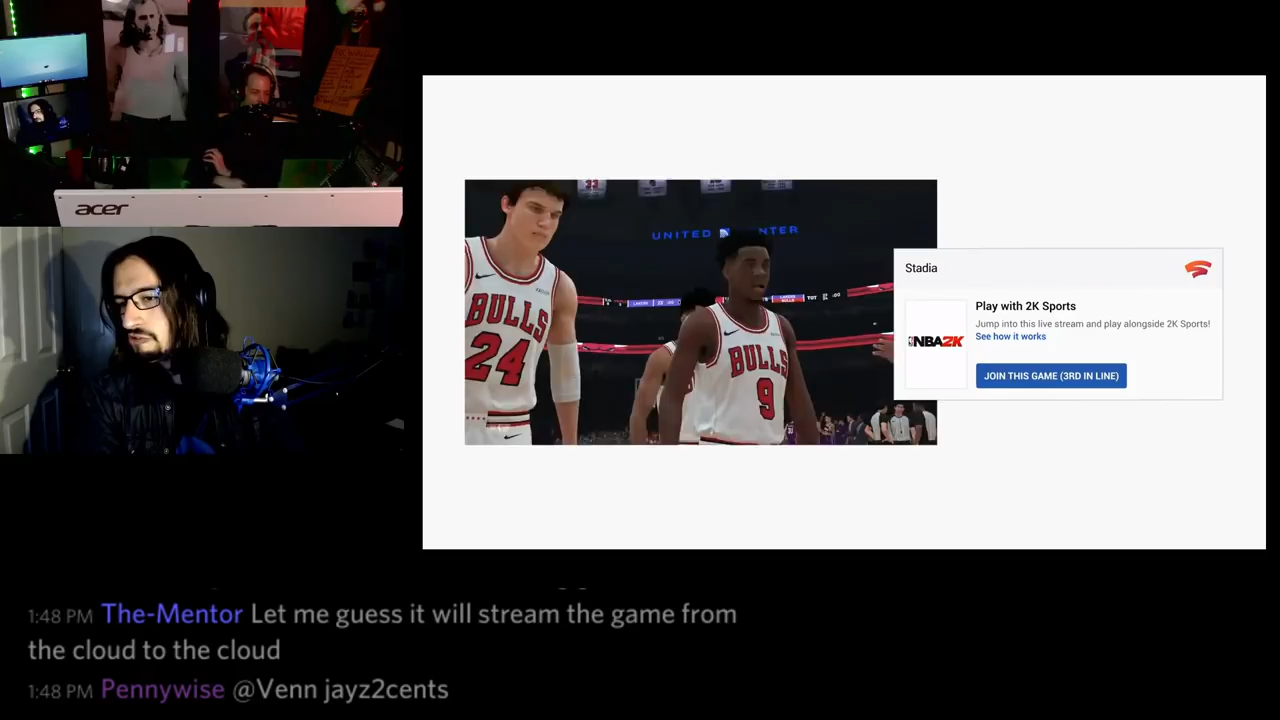 acer
UNITED CENTER
BULLS
24
BULLS
9
Stadia
NBA2K
Play with 2K Sports
Jump into this live stream and play alongside 2K Sports!
See how it works
JOIN THIS GAME (3RD IN LINE)
1:48 PM The-Mentor Let me guess it will stream the game from
the cloud to the cloud
1:48 PM Pennywise @Venn jayz2cents